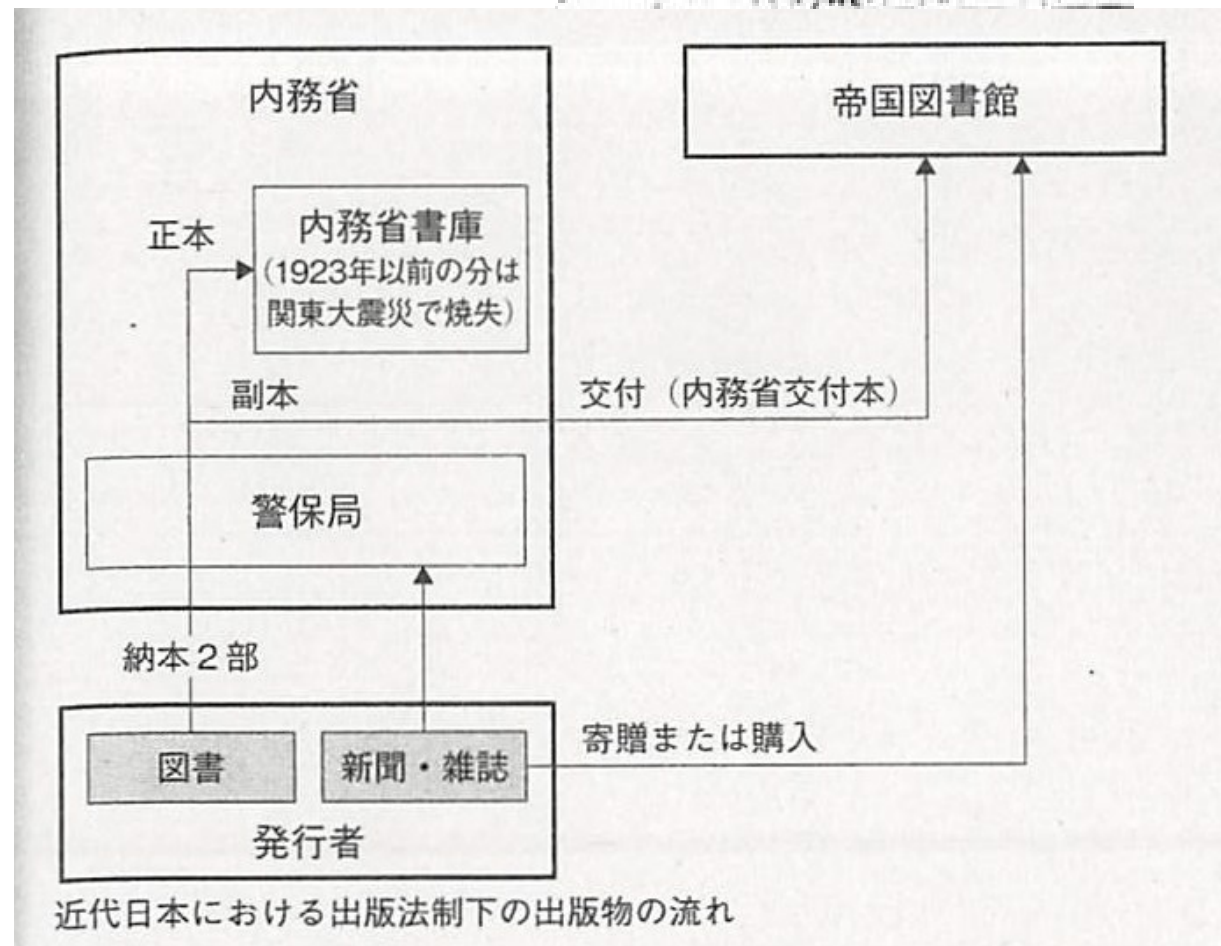 内務省
帝国図書館
正本
内務省書庫
(1923年以前の分は
関東大震災で焼失)
副本
交付（内務省交付本）
警保局
納本2部
図書
新聞・雑誌
寄贈または購入
発行者
近代日本における出版法制下の出版物の流れ